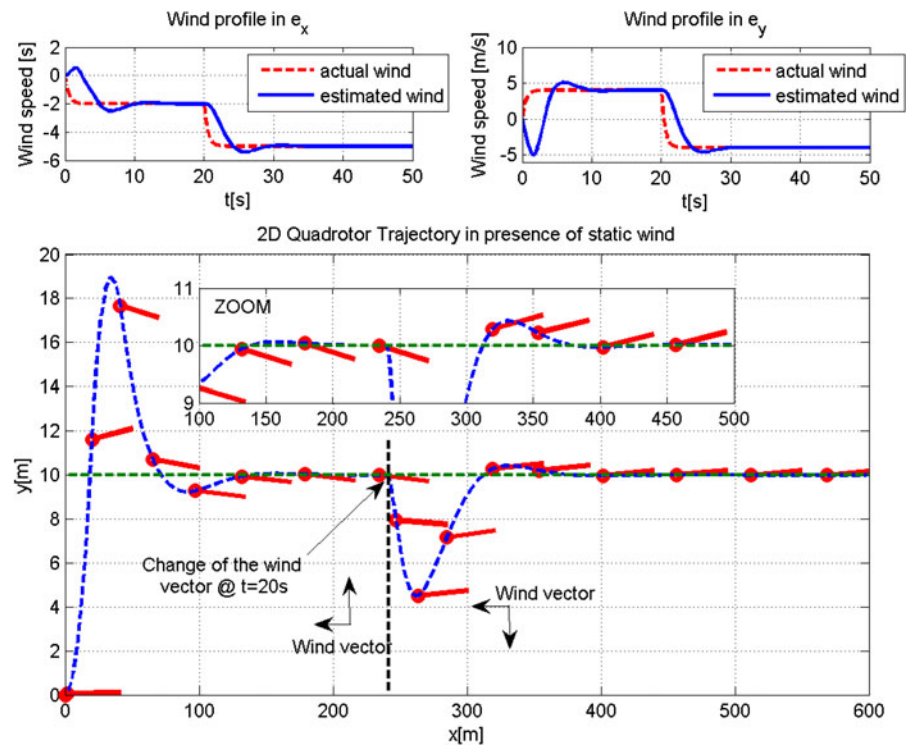 Wind profile in e_x
Wind speed [s]
2
0
-2
-4
-6
actual wind
estimated wind
0 10 20 30 40 50
t[s]
Wind profile in e_y
Wind speed [m/s]
10
5
0
-5
actual wind
estimated wind
0 10 20 30 40 50
t[s]
2D Quadrotor Trajectory in presence of static wind
y[m]
20
18
16
14
12
10
8
6
4
2
0
ZOOM
11
10
9
100 150 200 250 300 350 400 450 500
Change of the wind
vector @ t=20s
Wind vector
Wind vector
0 100 200 300 400 500 600
x[m]